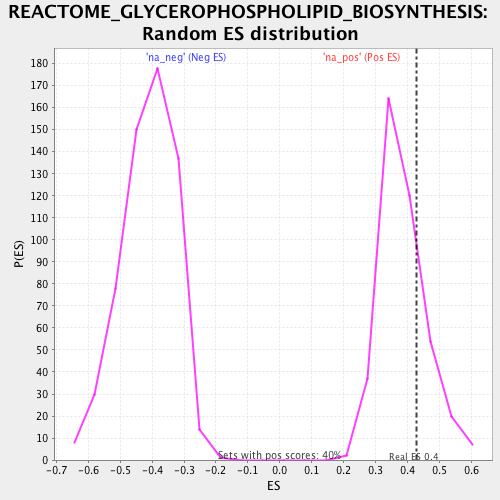 REACTOME_GLYCEROPHOSPHOLIPID_BIOSYNTHESIS:
Random ES distribution
'na_neg' (Neg ES) 'na_pos' (Pos ES)
180
170
160
150
140
130
120
110
100
90
80
70
60
50
40
30
20
10
0
P(ES)
Sets with pos scores: 40% Real ES 0.4
-0.7 -0.6 -0.5 -0.4 -0.3 -0.2 -0.1 0.0 0.1 0.2 0.3 0.4 0.5 0.6
ES